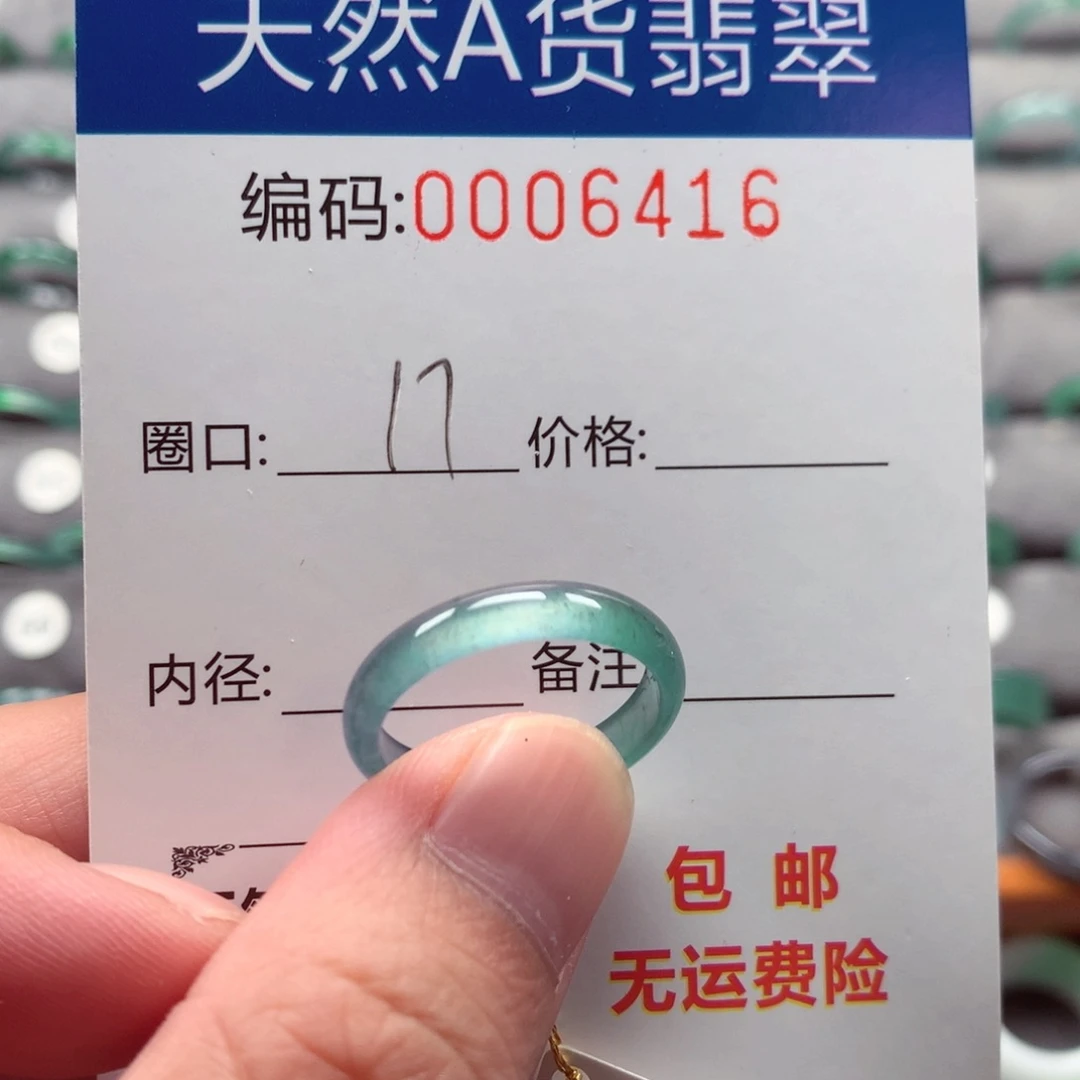 天然A货翡翠
编码:0006416
圈口: 17 价格:
内径: 备注
包邮
无运费险